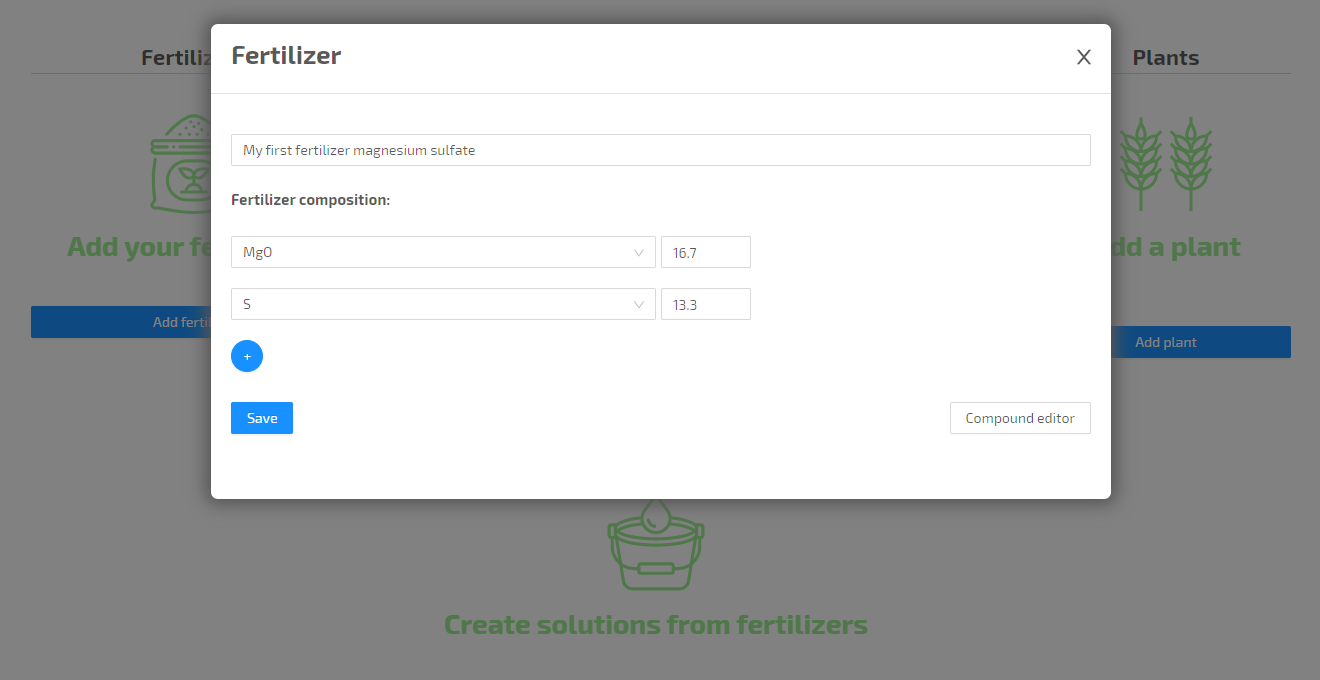 Fertilizer
X
Fertiliz
Plants
My first fertilizer magnesium sulfate
Fertilizer composition:
Add your fe
dd a plant
MgO
16.7
S
13.3
Add fertil
Add plant
+
Save
Compound editor
Create solutions from fertilizers